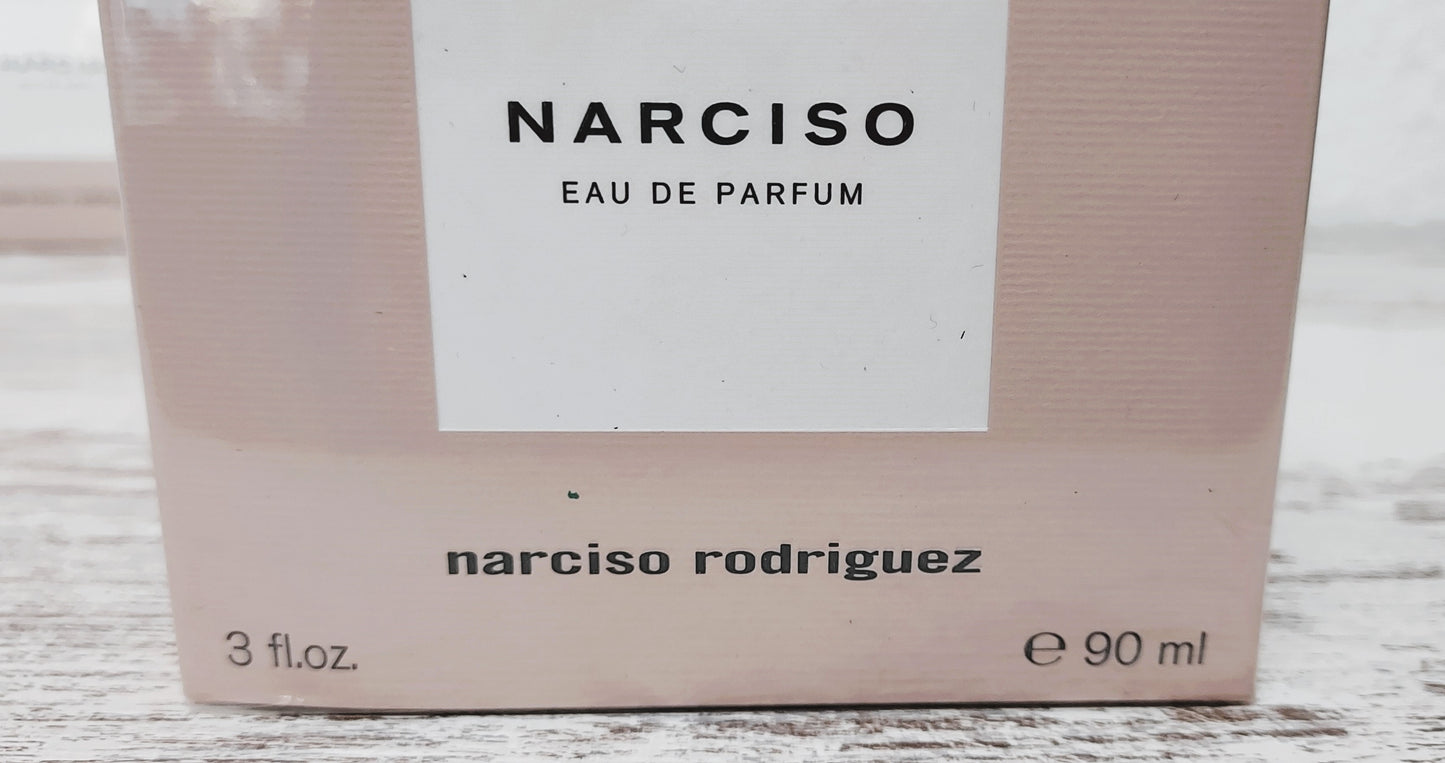 NARCISO
EAU DE PARFUM
narciso rodriguez
3 fl.oz.
℮ 90 ml